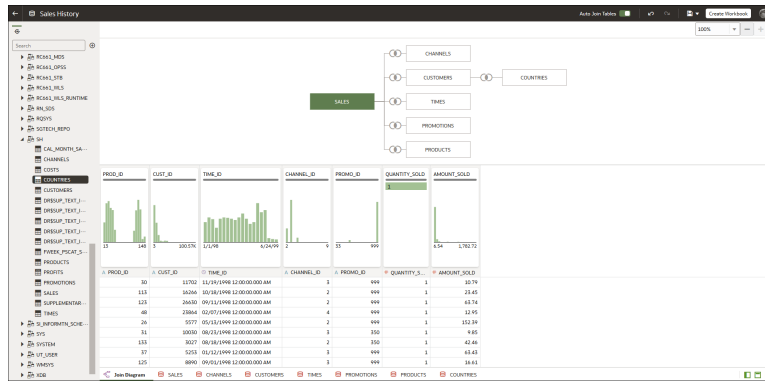 Sales History
Auto Join Tables
Create Workbook
100%
Search
RC661_MDS
RC661_OPSS
RC661_STB
RC661_WLS
RC661_WLS_RUNTIME
RN_SDS
RQSYS
SGTECH_REPO
SH
CAL_MONTH_SA...
CHANNELS
COSTS
COUNTRIES
CUSTOMERS
DR$SUP_TEXT_I...
DR$SUP_TEXT_I...
DR$SUP_TEXT_I...
DR$SUP_TEXT_I...
DR$SUP_TEXT_I...
FWEEK_PSCAT_S...
PRODUCTS
PROFITS
PROMOTIONS
SALES
SUPPLEMENTAR...
TIMES
SI_INFORMTN_SCHE...
SYS
SYSTEM
UT_USER
WMSYS
XDB
CHANNELS
CUSTOMERS COUNTRIES
SALES TIMES
PROMOTIONS
PRODUCTS
PROD_ID CUST_ID TIME_ID CHANNEL_ID PROMO_ID QUANTITY_SOLD AMOUNT_SOLD
1
13 148 3 100.57K 1/1/98 6/24/99 2 9 33 999 6.54 1,782.72
PROD_ID CUST_ID TIME_ID CHANNEL_ID PROMO_ID QUANTITY_S... AMOUNT_SOLD
30 11702 11/19/1998 12:00:00.000 AM 3 999 1 10.79
113 16266 10/18/1998 12:00:00.000 AM 2 999 1 23.45
123 26630 09/11/1998 12:00:00.000 AM 2 999 1 63.74
48 23864 02/07/1998 12:00:00.000 AM 4 999 1 12.95
26 5577 05/13/1999 12:00:00.000 AM 2 999 1 152.39
31 10030 08/23/1998 12:00:00.000 AM 3 350 1 9.85
133 3027 08/18/1998 12:00:00.000 AM 2 350 1 42.46
37 5253 01/12/1999 12:00:00.000 AM 3 999 1 63.43
125 8890 09/01/1998 12:00:00.000 AM 3 999 1 16.61
Join Diagram SALES CHANNELS CUSTOMERS TIMES PROMOTIONS PRODUCTS COUNTRIES